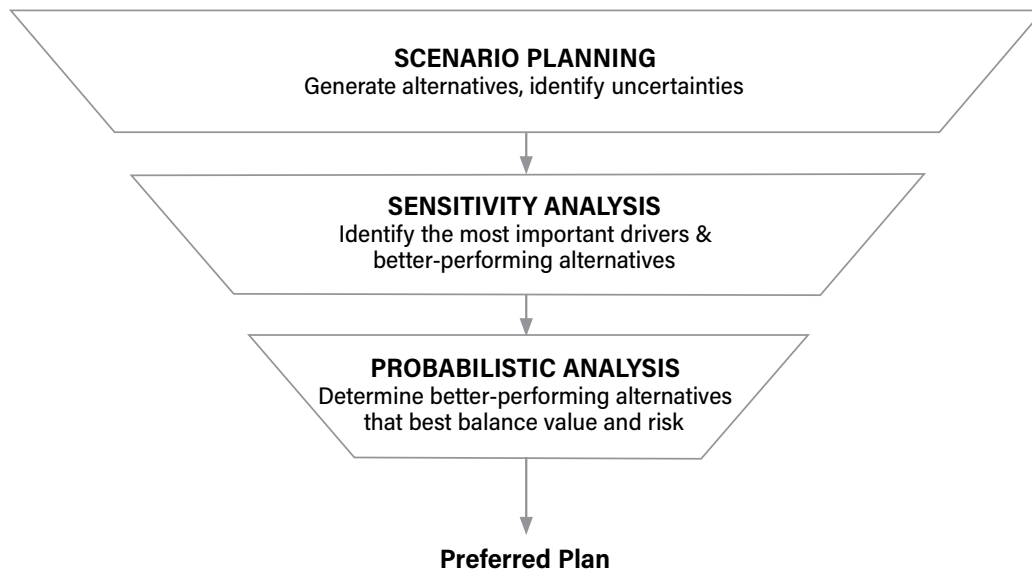 SCENARIO PLANNING
Generate alternatives, identify uncertainties
SENSITIVITY ANALYSIS
Identify the most important drivers &
better-performing alternatives
PROBABILISTIC ANALYSIS
Determine better-performing alternatives
that best balance value and risk
Preferred Plan